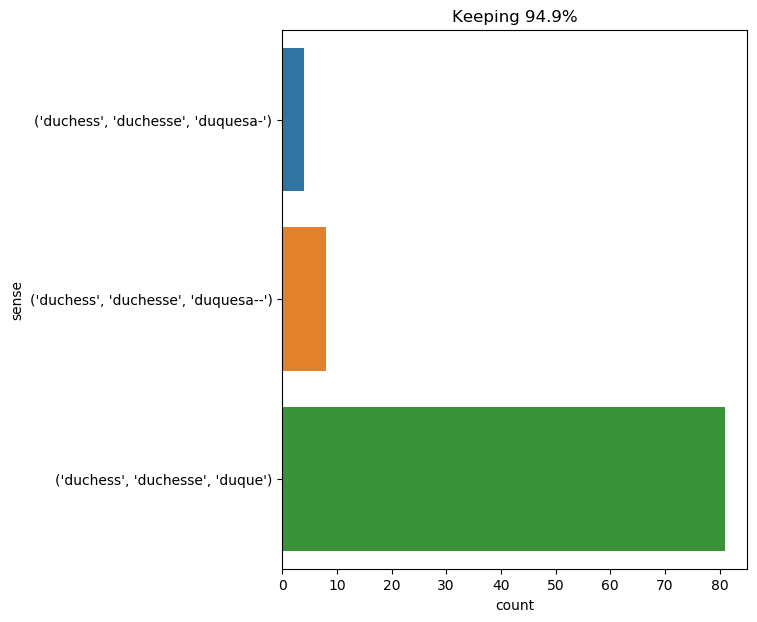 Keeping 94.9%
('duchess', 'duchesse', 'duquesa-')
('duchess', 'duchesse', 'duquesa--')
('duchess', 'duchesse', 'duque')
sense
0 10 20 30 40 50 60 70 80
count